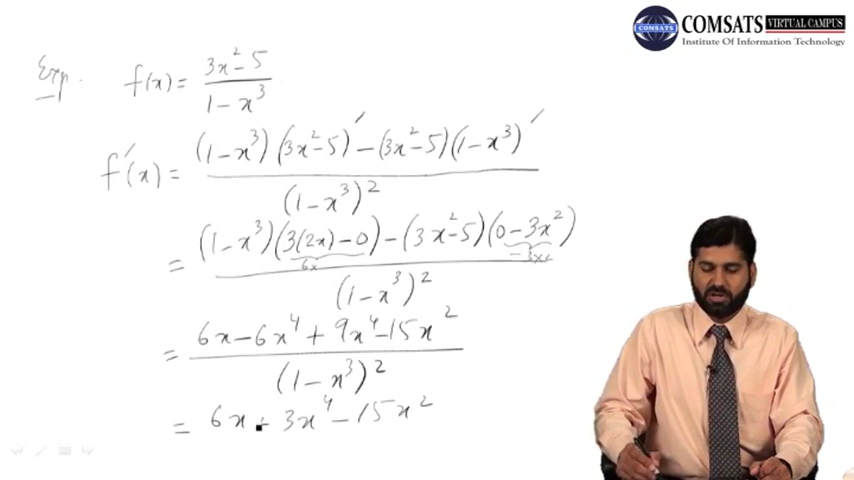 COMSATS VIRTUAL CAMPUS
Institute Of Information Technology
CONSATS
Exp. f(x) = (3x² - 5) / (1 - x³)
f′(x) = ((1 - x³)(3x² - 5)′ - (3x² - 5)(1 - x³)′) / (1 - x³)²
= ((1 - x³)(3(2x) - 0) - (3x² - 5)(0 - 3x²)) / (1 - x³)²
6x - 3x²
= (6x - 6x⁴ + 9x⁴ - 15x²) / (1 - x³)²
= 6x + 3x⁴ - 15x²